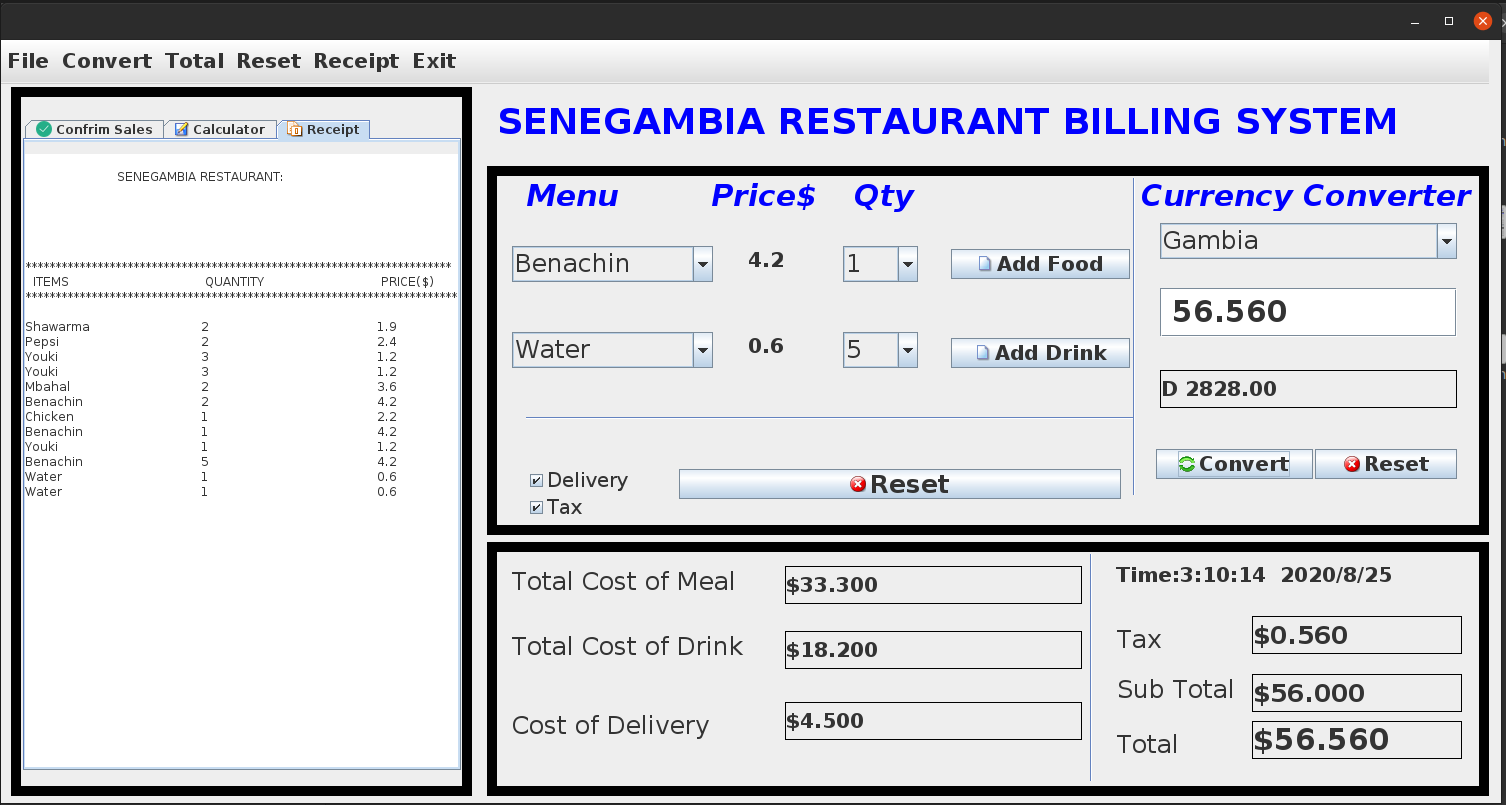 File Convert Total Reset Receipt Exit
Confrim Sales Calculator Receipt
SENEGAMBIA RESTAURANT:
***********************************************************************
ITEMS QUANTITY PRICE($)
************************************************************************
Shawarma 2 1.9
Pepsi 2 2.4
Youki 3 1.2
Youki 3 1.2
Mbahal 2 3.6
Benachin 2 4.2
Chicken 1 2.2
Benachin 1 4.2
Youki 1 1.2
Benachin 5 4.2
Water 1 0.6
Water 1 0.6
SENEGAMBIA RESTAURANT BILLING SYSTEM
Menu Price$ Qty
Benachin 4.2 1 Add Food
Water 0.6 5 Add Drink
Delivery
Tax
Reset
Currency Converter
Gambia
56.560
D 2828.00
Convert Reset
Total Cost of Meal $33.300
Total Cost of Drink $18.200
Cost of Delivery $4.500
Time:3:10:14 2020/8/25
Tax $0.560
Sub Total $56.000
Total $56.560